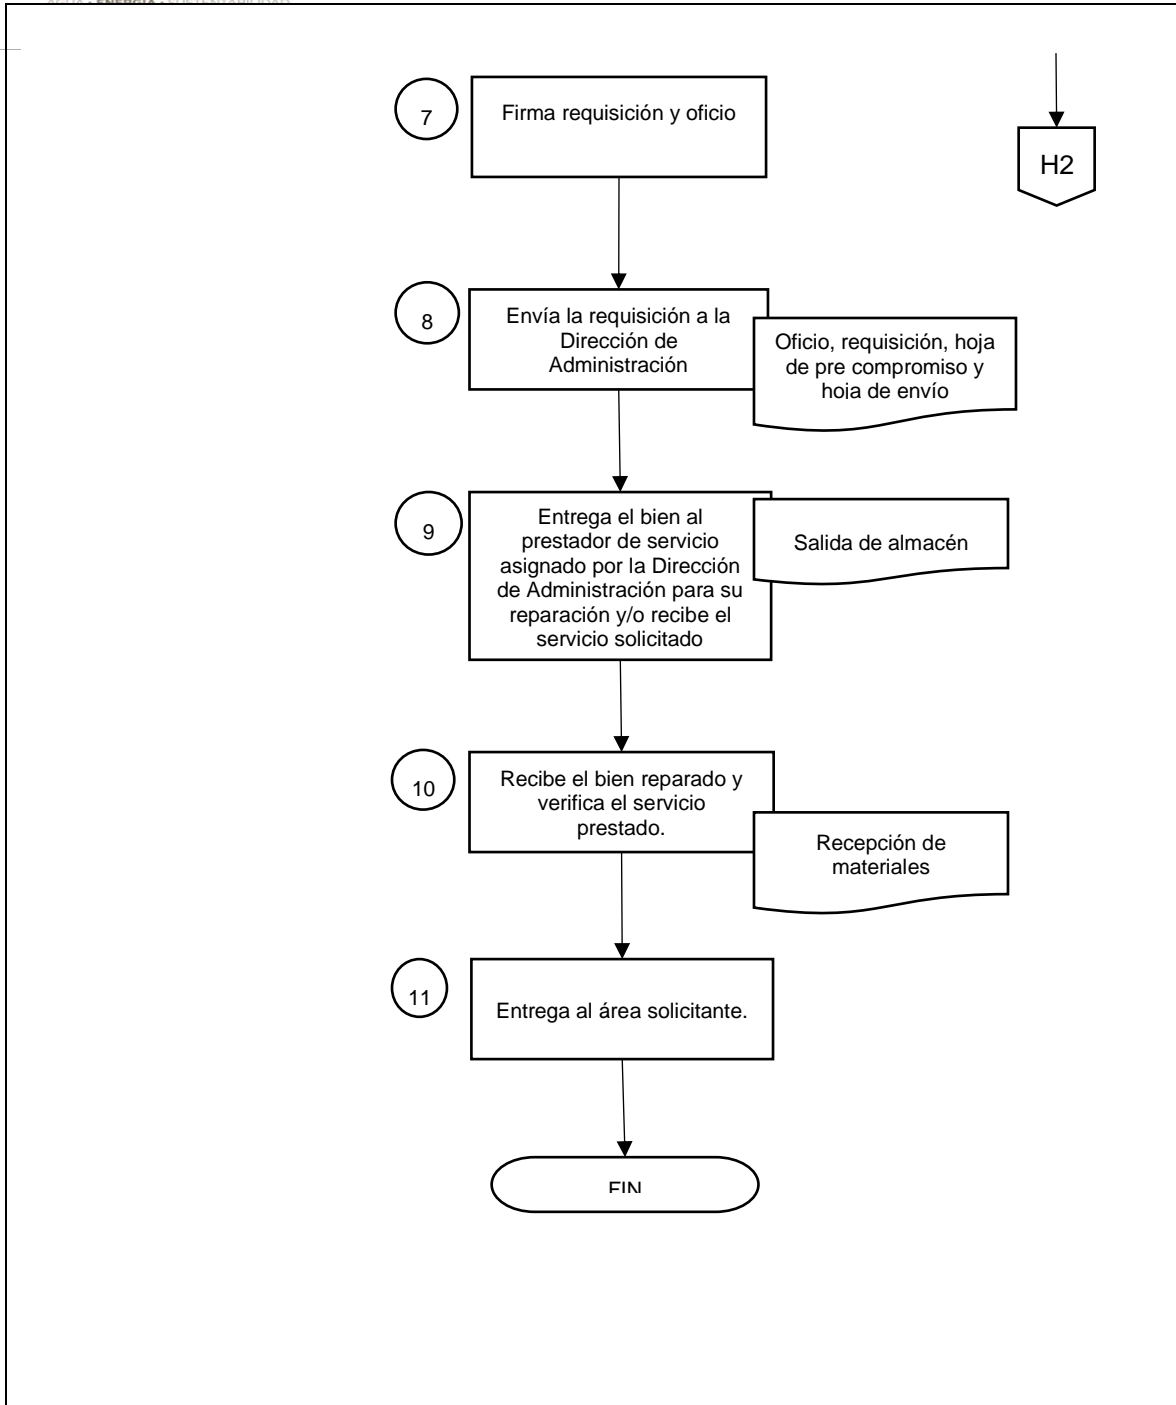 AGUA • ENERGÍA • SUSTENTABILIDAD
7
Firma requisición y oficio
H2
8
Envía la requisición a la
Dirección de
Administración
Oficio, requisición, hoja
de pre compromiso y
hoja de envío
9
Entrega el bien al
prestador de servicio
asignado por la Dirección
de Administración para su
reparación y/o recibe el
servicio solicitado
Salida de almacén
10
Recibe el bien reparado y
verifica el servicio
prestado.
Recepción de
materiales
11
Entrega al área solicitante.
FIN